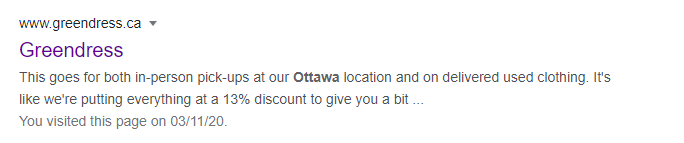 www.greendress.ca
Greendress
This goes for both in-person pick-ups at our Ottawa location and on delivered used clothing. It's
like we're putting everything at a 13% discount to give you a bit ...
You visited this page on 03/11/20.